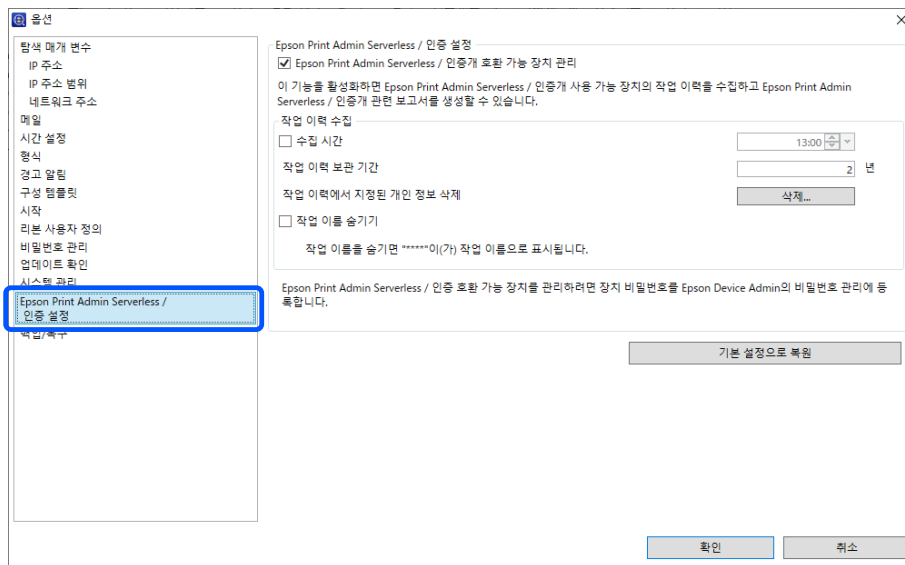 옵션
탐색 매개 변수
IP 주소
IP 주소 범위
네트워크 주소
메일
시간 설정
형식
경고 알림
구성 템플릿
시작
리본 사용자 정의
비밀번호 관리
업데이트 확인
시스템 관리
Epson Print Admin Serverless /
인증 설정
백업/복구
Epson Print Admin Serverless / 인증 설정
Epson Print Admin Serverless / 인증개 호환 가능 장치 관리
이 기능을 활성화하면 Epson Print Admin Serverless / 인증개 사용 가능 장치의 작업 이력을 수집하고 Epson Print Admin
Serverless / 인증개 관련 보고서를 생성할 수 있습니다.
작업 이력 수집
수집 시간
13:00
작업 이력 보관 기간
2 년
작업 이력에서 지정된 개인 정보 삭제
삭제...
작업 이름 숨기기
작업 이름을 숨기면 "*****"이(가) 작업 이름으로 표시됩니다.
Epson Print Admin Serverless / 인증 호환 가능 장치를 관리하려면 장치 비밀번호를 Epson Device Admin의 비밀번호 관리에 등
록합니다.
기본 설정으로 복원
확인
취소